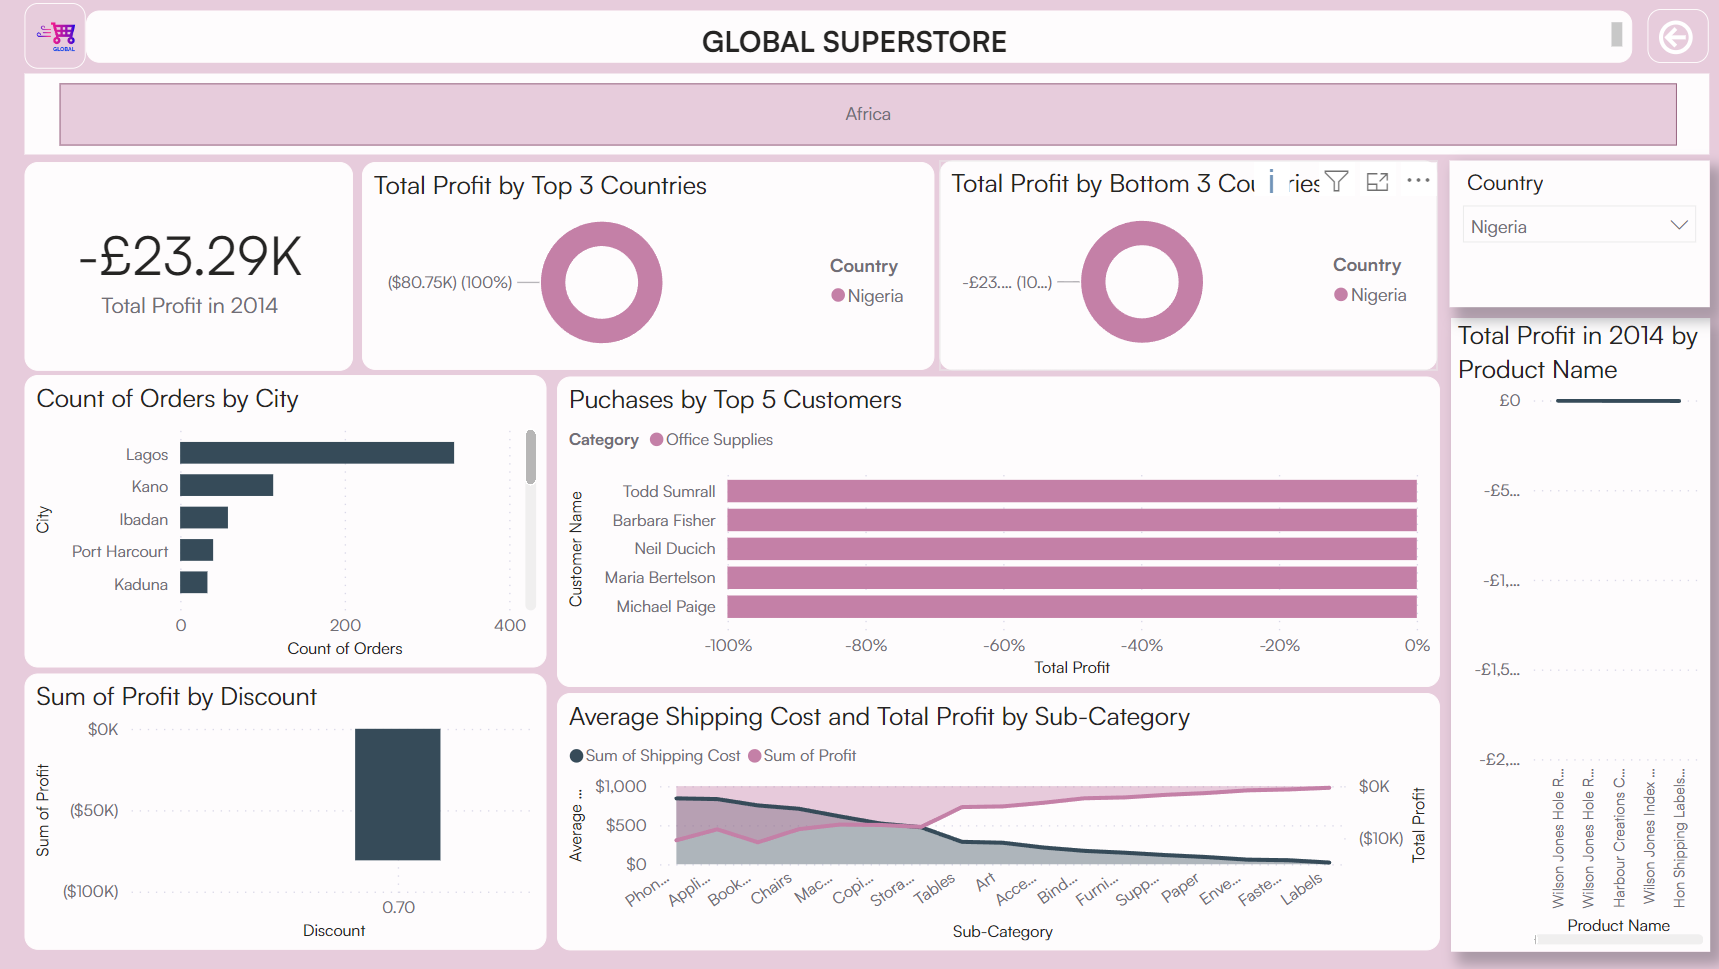 GLOBAL
GLOBAL SUPERSTORE
Africa
-£23.29K
Total Profit in 2014
Total Profit by Top 3 Countries
($80.75K) (100%)
Country
Nigeria
Total Profit by Bottom 3 Cou
ries
-£23.... (10...)
Country
Nigeria
Country
Nigeria
Count of Orders by City
City
Lagos
Kano
Ibadan
Port Harcourt
Kaduna
0 200 400
Count of Orders
Puchases by Top 5 Customers
Category Office Supplies
Customer Name
Todd Sumrall
Barbara Fisher
Neil Ducich
Maria Bertelson
Michael Paige
-100% -80% -60% -40% -20% 0%
Total Profit
Total Profit in 2014 by
Product Name
£0
-£5...
-£1,...
-£1,5...
-£2,...
Wilson Jones Hole R...
Wilson Jones Hole R...
Harbour Creations C...
Wilson Jones Index ...
Hon Shipping Labels...
Product Name
Sum of Profit by Discount
Sum of Profit
$0K
($50K)
($100K)
0.70
Discount
Average Shipping Cost and Total Profit by Sub-Category
Sum of Shipping Cost Sum of Profit
Average ...
$1,000
$500
$0
$0K
($10K)
Total Profit
Phon... Appli... Book... Chairs Mac... Copi... Stora... Tables Art Acce... Bind... Furni... Supp... Paper Enve... Faste... Labels
Sub-Category